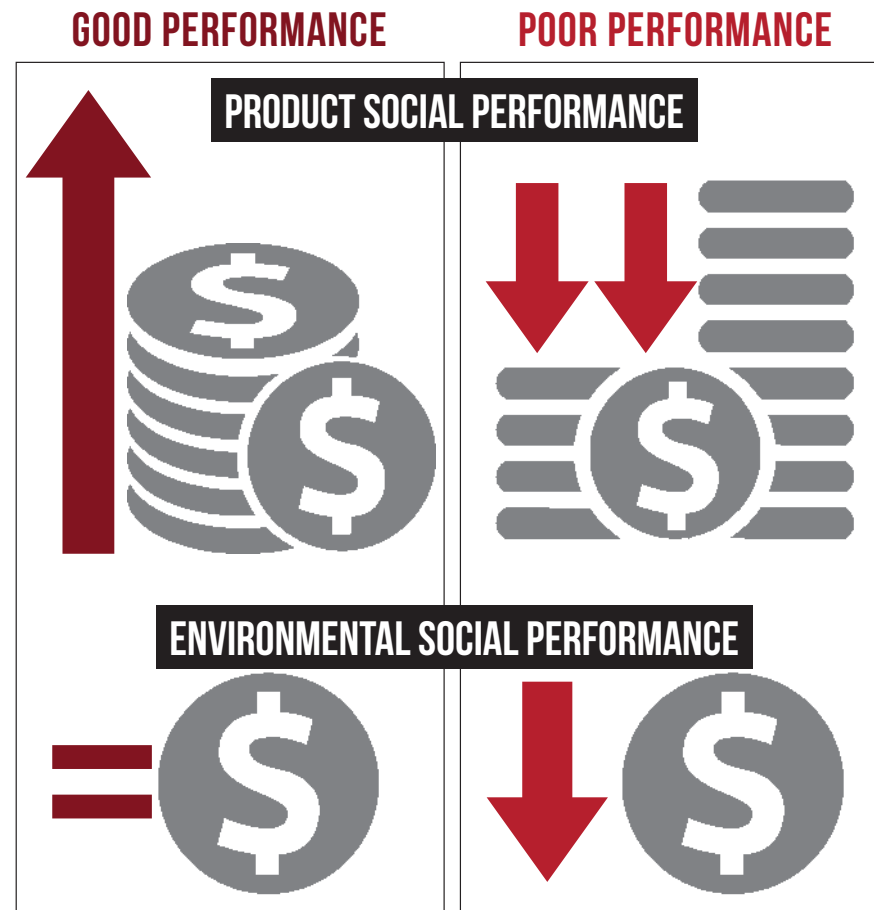 GOOD PERFORMANCE
POOR PERFORMANCE
PRODUCT SOCIAL PERFORMANCE
$
$
$
ENVIRONMENTAL SOCIAL PERFORMANCE
$
$